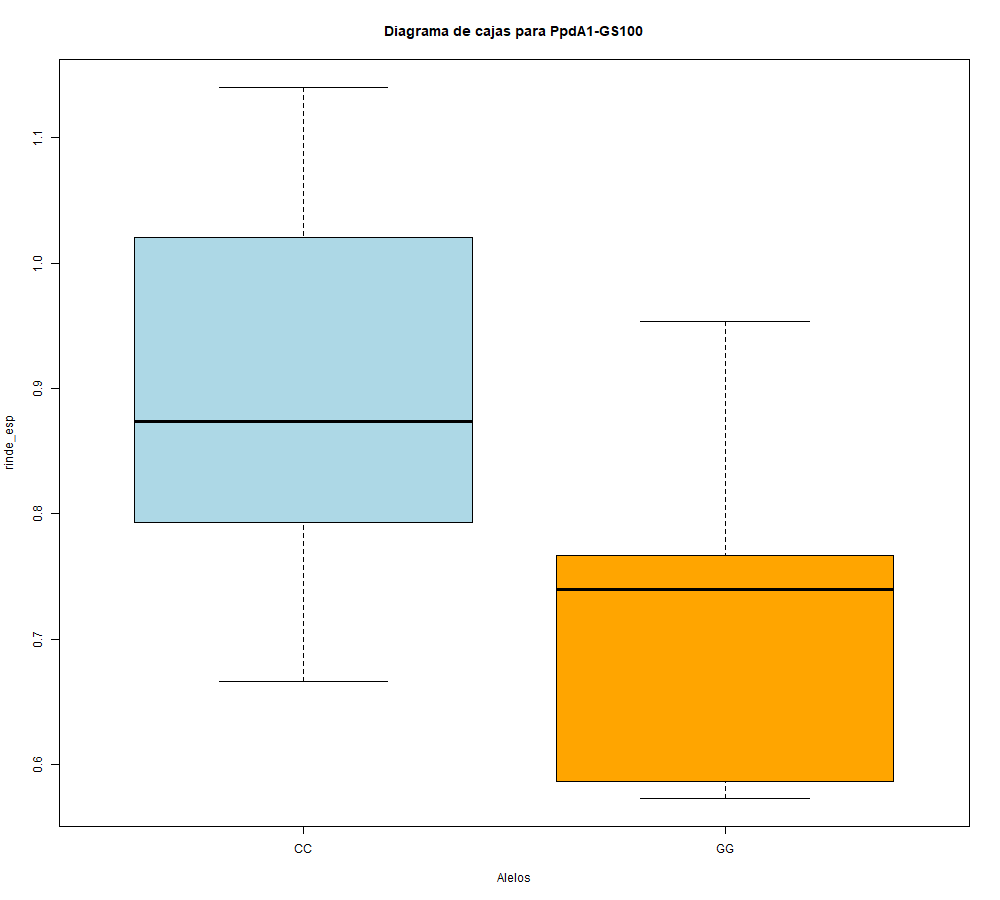 Diagrama de cajas para PpdA1-GS100
1.1
1.0
0.9
0.8
0.7
0.6
rinde_esp
CC
GG
Alelos